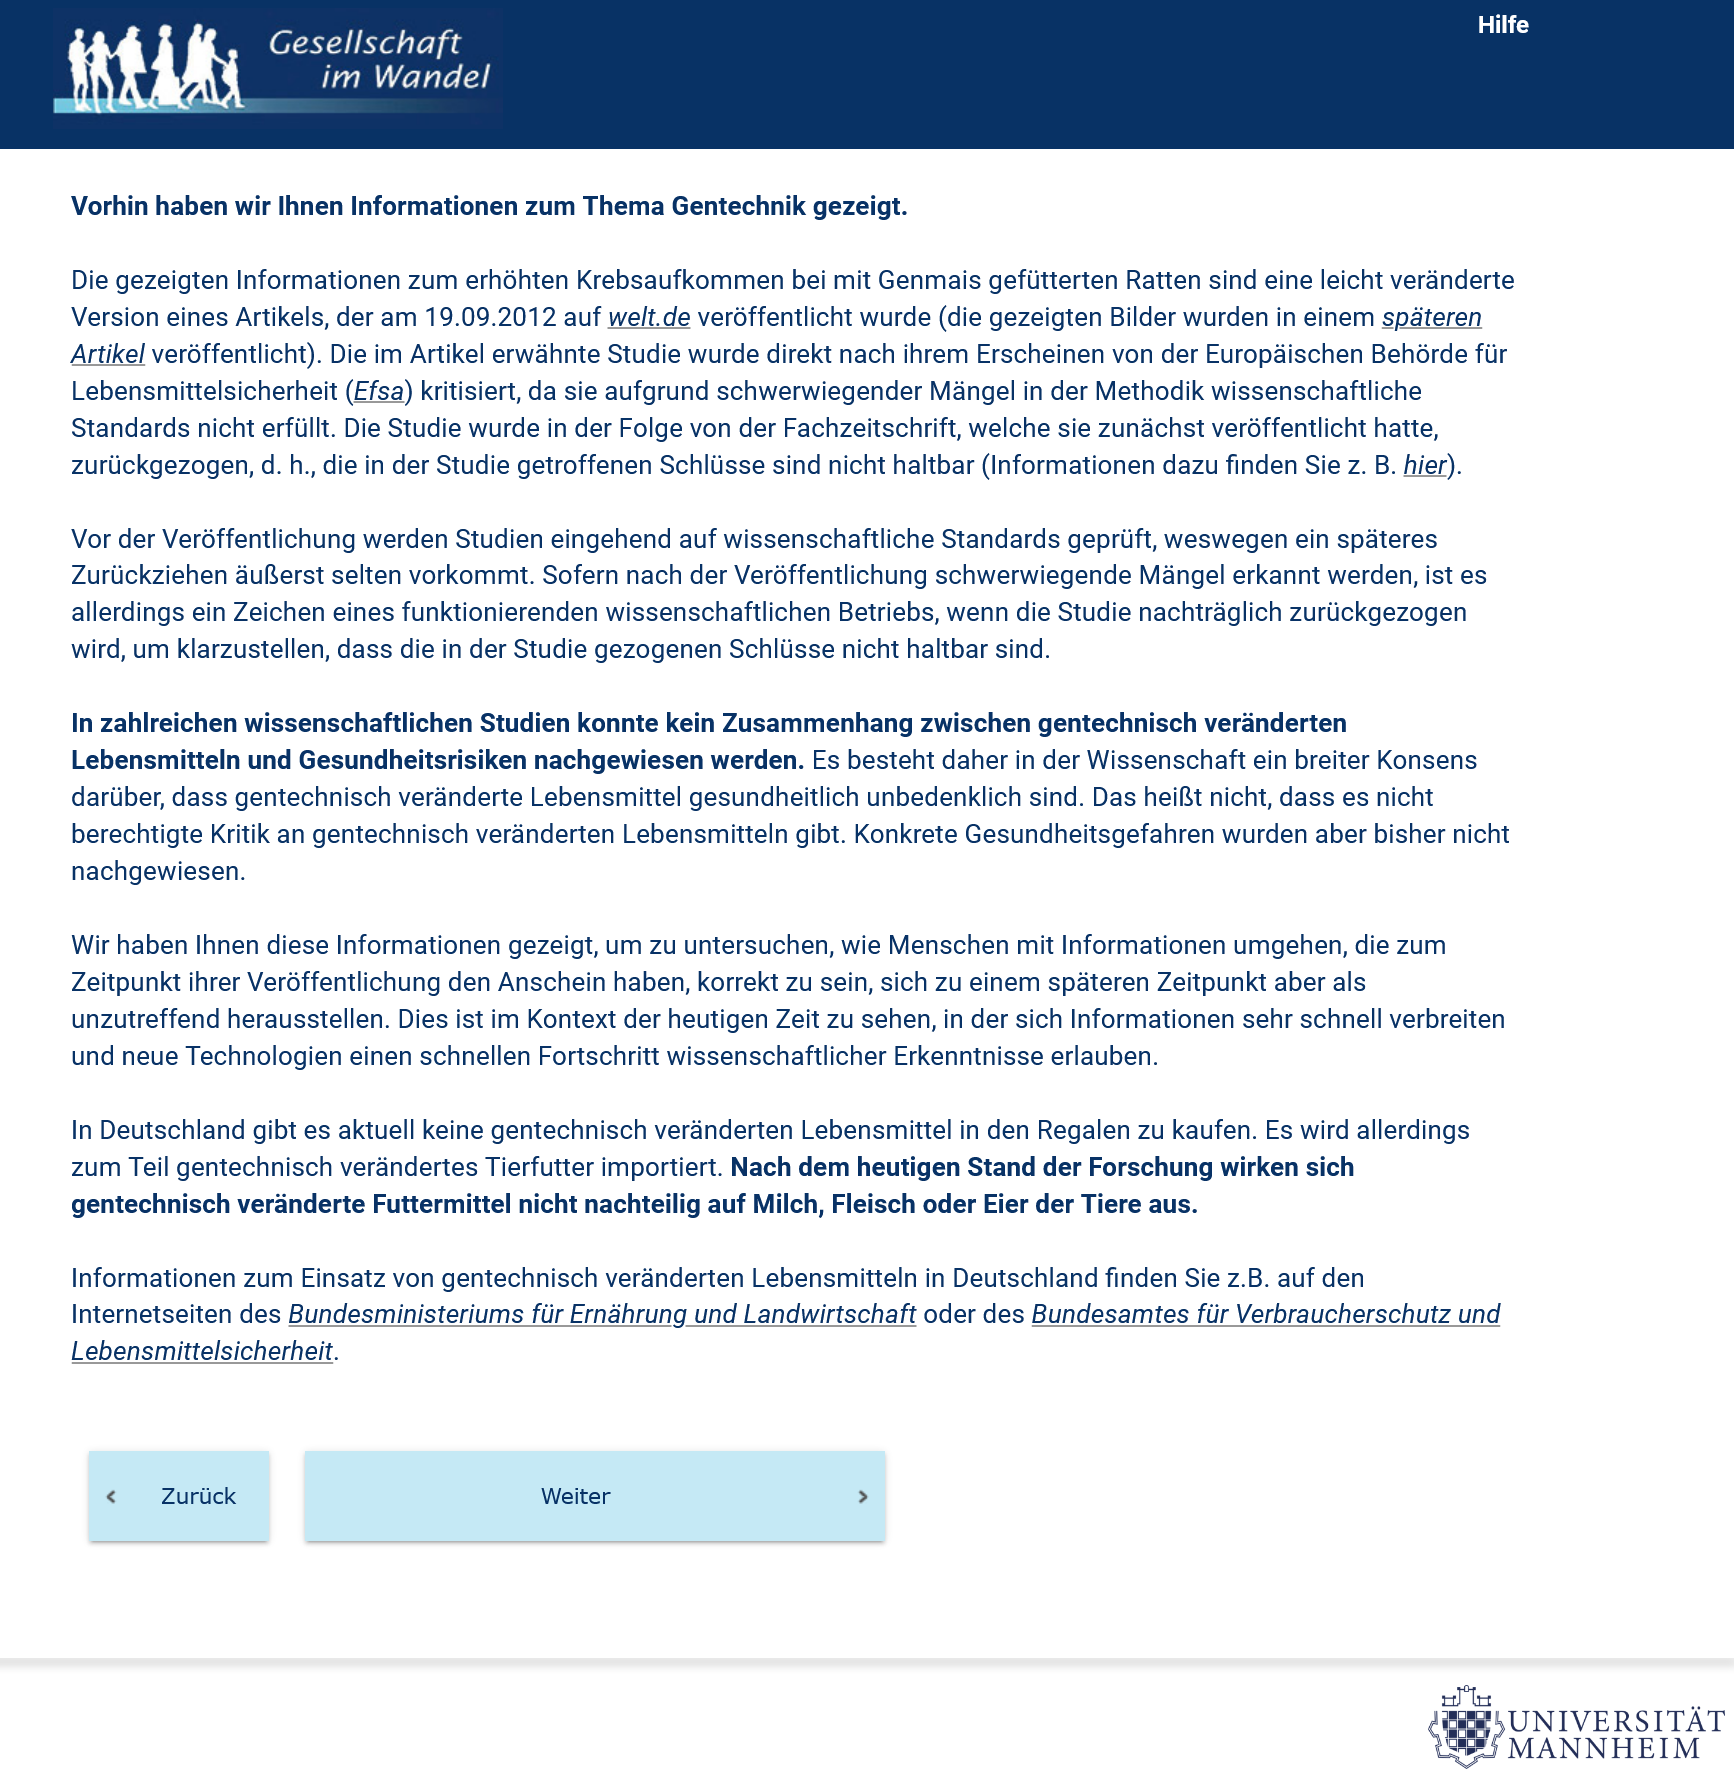 Gesellschaft
im Wandel
Hilfe
Vorhin haben wir Ihnen Informationen zum Thema Gentechnik gezeigt.
Die gezeigten Informationen zum erhöhten Krebsaufkommen bei mit Genmais gefütterten Ratten sind eine leicht veränderte
Version eines Artikels, der am 19.09.2012 auf welt.de veröffentlicht wurde (die gezeigten Bilder wurden in einem späteren
Artikel veröffentlicht). Die im Artikel erwähnte Studie wurde direkt nach ihrem Erscheinen von der Europäischen Behörde für
Lebensmittelsicherheit (Efsa) kritisiert, da sie aufgrund schwerwiegender Mängel in der Methodik wissenschaftliche
Standards nicht erfüllt. Die Studie wurde in der Folge von der Fachzeitschrift, welche sie zunächst veröffentlicht hatte,
zurückgezogen, d. h., die in der Studie getroffenen Schlüsse sind nicht haltbar (Informationen dazu finden Sie z. B. hier).
Vor der Veröffentlichung werden Studien eingehend auf wissenschaftliche Standards geprüft, weswegen ein späteres
Zurückziehen äußerst selten vorkommt. Sofern nach der Veröffentlichung schwerwiegende Mängel erkannt werden, ist es
allerdings ein Zeichen eines funktionierenden wissenschaftlichen Betriebs, wenn die Studie nachträglich zurückgezogen
wird, um klarzustellen, dass die in der Studie gezogenen Schlüsse nicht haltbar sind.
In zahlreichen wissenschaftlichen Studien konnte kein Zusammenhang zwischen gentechnisch veränderten
Lebensmitteln und Gesundheitsrisiken nachgewiesen werden. Es besteht daher in der Wissenschaft ein breiter Konsens
darüber, dass gentechnisch veränderte Lebensmittel gesundheitlich unbedenklich sind. Das heißt nicht, dass es nicht
berechtigte Kritik an gentechnisch veränderten Lebensmitteln gibt. Konkrete Gesundheitsgefahren wurden aber bisher nicht
nachgewiesen.
Wir haben Ihnen diese Informationen gezeigt, um zu untersuchen, wie Menschen mit Informationen umgehen, die zum
Zeitpunkt ihrer Veröffentlichung den Anschein haben, korrekt zu sein, sich zu einem späteren Zeitpunkt aber als
unzutreffend herausstellen. Dies ist im Kontext der heutigen Zeit zu sehen, in der sich Informationen sehr schnell verbreiten
und neue Technologien einen schnellen Fortschritt wissenschaftlicher Erkenntnisse erlauben.
In Deutschland gibt es aktuell keine gentechnisch veränderten Lebensmittel in den Regalen zu kaufen. Es wird allerdings
zum Teil gentechnisch verändertes Tierfutter importiert. Nach dem heutigen Stand der Forschung wirken sich
gentechnisch veränderte Futtermittel nicht nachteilig auf Milch, Fleisch oder Eier der Tiere aus.
Informationen zum Einsatz von gentechnisch veränderten Lebensmitteln in Deutschland finden Sie z.B. auf den
Internetseiten des Bundesministeriums für Ernährung und Landwirtschaft oder des Bundesamtes für Verbraucherschutz und
Lebensmittelsicherheit.
Zurück
Weiter
UNIVERSITÄT
MANNHEIM